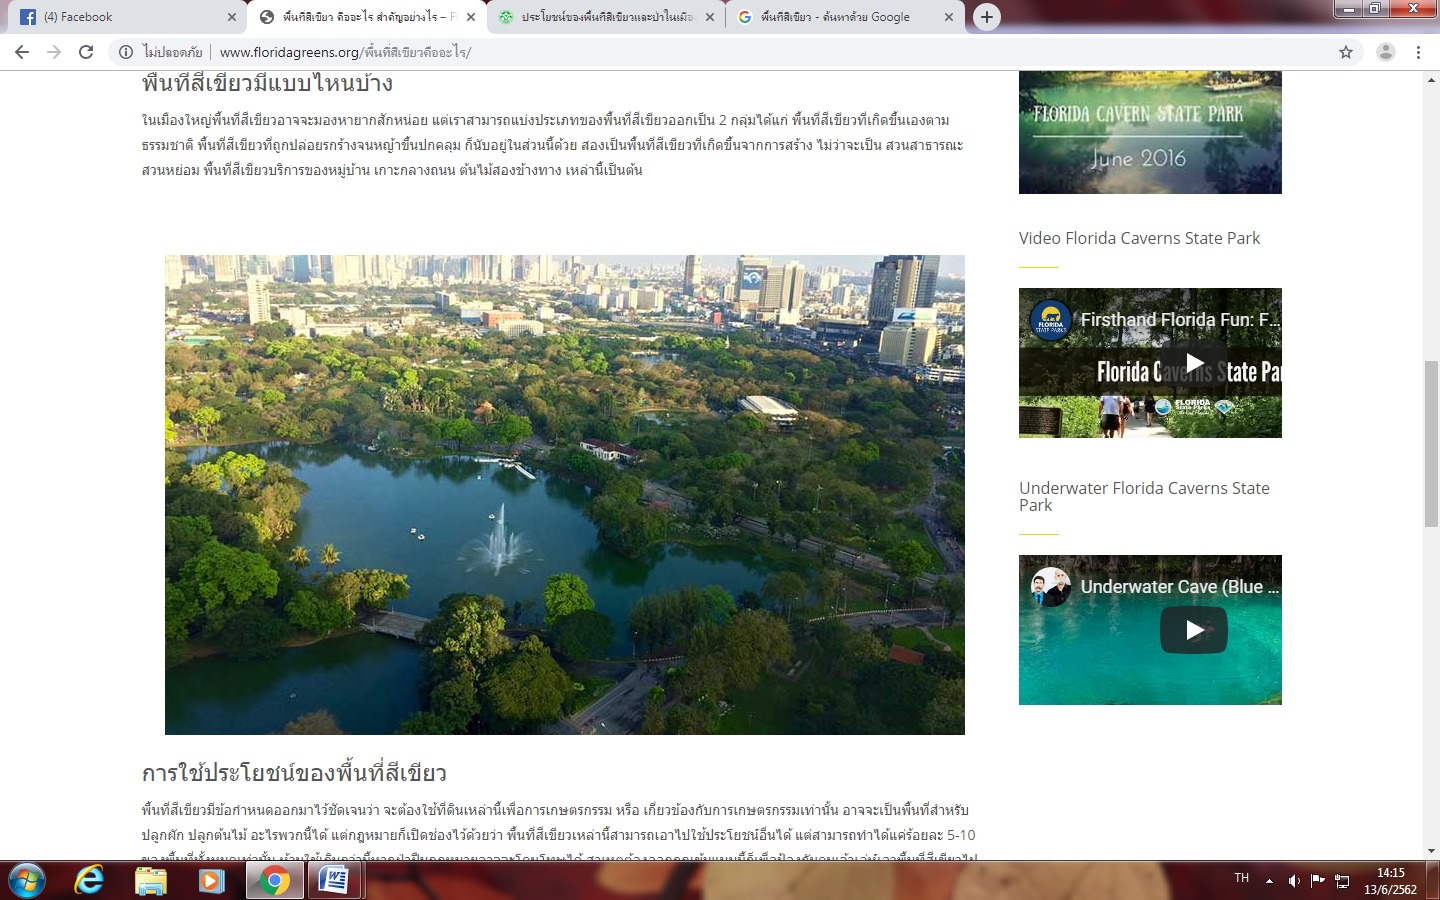 (4) Facebook
พื้นที่สีเขียว คืออะไร สำคัญอย่างไร – F
ประโยชน์ของพื้นที่สีเขียวและป่าในเมือง
พื้นที่สีเขียว - ค้นหาด้วย Google
ไม่ปลอดภัย
www.floridagreens.org/พื้นที่สีเขียวคืออะไร/
พื้นที่สีเขียวมีแบบไหนบ้าง
ในเมืองใหญ่พื้นที่สีเขียวอาจจะมองหายากสักหน่อย แต่เราสามารถแบ่งประเภทของพื้นที่สีเขียวออกเป็น 2 กลุ่มได้แก่ พื้นที่สีเขียวที่เกิดขึ้นเองตาม
ธรรมชาติ พื้นที่สีเขียวที่ถูกปล่อยรกร้างจนหญ้าขึ้นปกคลุม ก็นับอยู่ในส่วนนี้ด้วย สองเป็นพื้นที่สีเขียวที่เกิดขึ้นจากการสร้าง ไม่ว่าจะเป็น สวนสาธารณะ
สวนหย่อม พื้นที่สีเขียวบริการของหมู่บ้าน เกาะกลางถนน ต้นไม้สองข้างทาง เหล่านี้เป็นต้น
การใช้ประโยชน์ของพื้นที่สีเขียว
พื้นที่สีเขียวมีข้อกำหนดออกมาไว้ชัดเจนว่า จะต้องใช้ที่ดินเหล่านี้เพื่อการเกษตรกรรม หรือ เกี่ยวข้องกับการเกษตรกรรมเท่านั้น อาจจะเป็นพื้นที่สำหรับ
ปลูกผัก ปลูกต้นไม้ อะไรพวกนี้ได้ แต่กฎหมายก็เปิดช่องไว้ด้วยว่า พื้นที่สีเขียวเหล่านี้สามารถเอาไปใช้ประโยชน์อื่นได้ แต่สามารถทำได้แค่ร้อยละ 5-10
FLORIDA CAVERN STATE PARK
June 2016
Video Florida Caverns State Park
FLORIDA
STATE PARKS
Firsthand Florida Fun: F...
Florida Caverns State Par
FLORIDA
State Parks
Underwater Florida Caverns State
Park
Underwater Cave (Blue ...
TH
14:15
13/6/2562